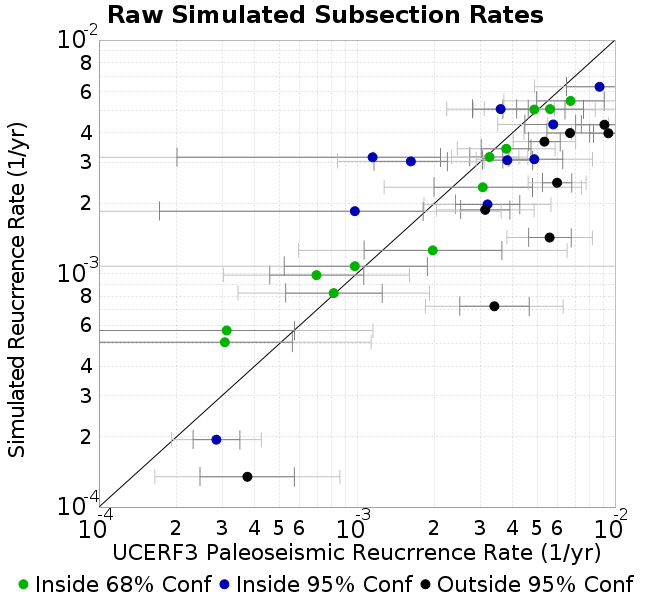 Raw Simulated Subsection Rates
10-2
8
6
4
3
2
10-3
8
6
4
3
2
10-4
Simulated Reucrrence Rate (1/yr)
10-4 2 3 4 5 6 10-3 2 3 4 5 6 10-2
UCERF3 Paleoseismic Reucrrence Rate (1/yr)
Inside 68% Conf Inside 95% Conf Outside 95% Conf